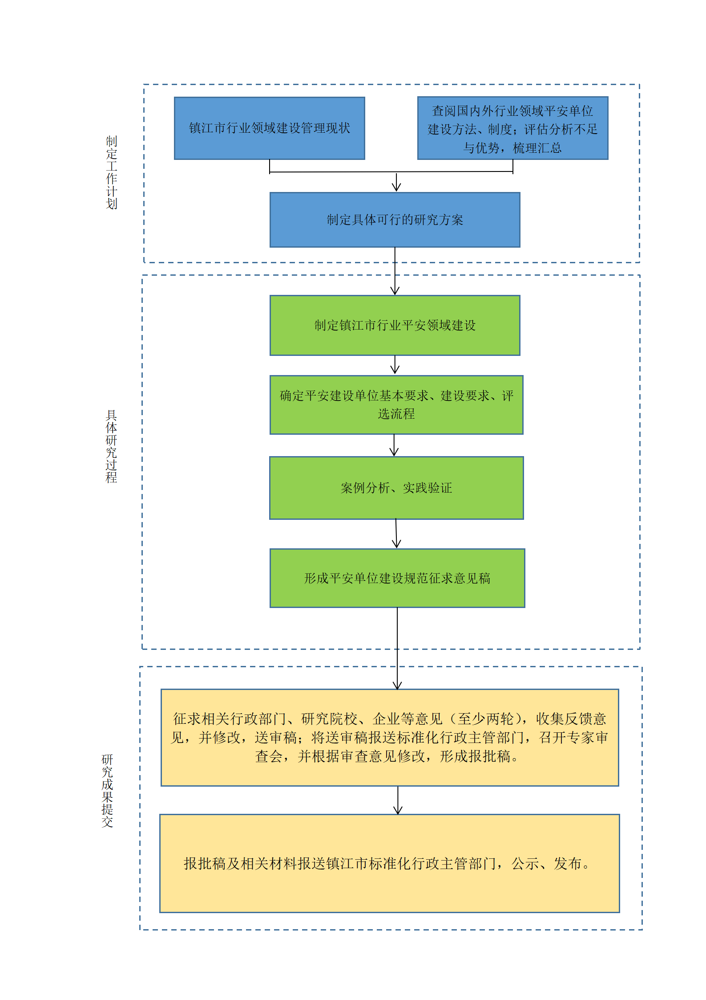 制定工作计划
镇江市行业领域建设管理现状
查阅国内外行业领域平安单位
建设方法、制度；评估分析不足
与优势，梳理汇总
制定具体可行的研究方案
具体研究过程
制定镇江市行业平安领域建设
确定平安建设单位基本要求、建设要求、评
选流程
案例分析、实践验证
形成平安单位建设规范征求意见稿
研究成果提交
征求相关行政部门、研究院校、企业等意见（至少两轮），收集反馈意
见，并修改，送审稿；将送审稿报送标准化行政主管部门，召开专家审
查会，并根据审查意见修改，形成报批稿。
报批稿及相关材料报送镇江市标准化行政主管部门，公示、发布。